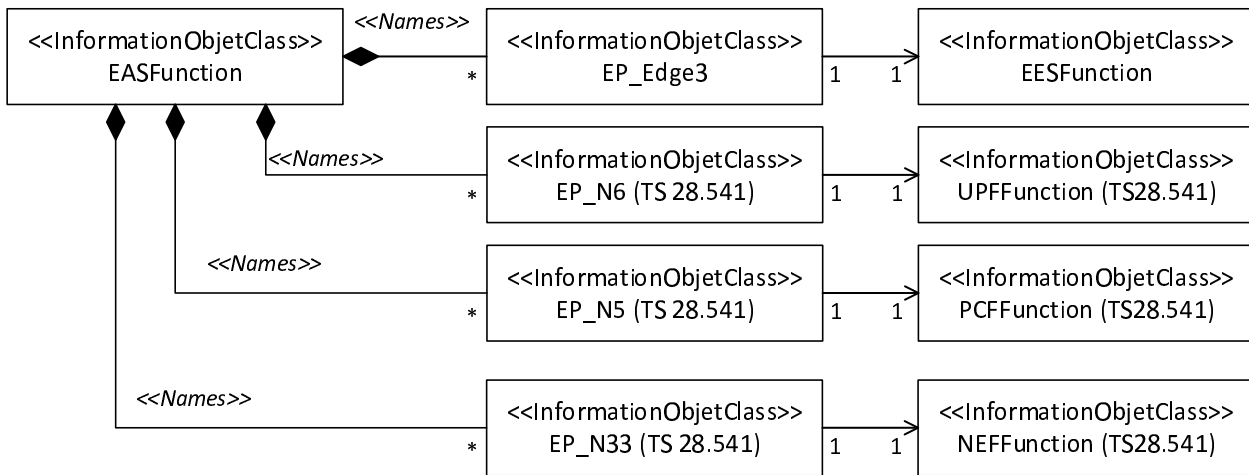 <<InformationObjetClass>>
EASFunction
<<Names>>
*
<<InformationObjetClass>>
EP_Edge3
1
1
<<InformationObjetClass>>
EESFunction
<<Names>>
*
<<InformationObjetClass>>
EP_N6 (TS 28.541)
1
1
<<InformationObjetClass>>
UPFFunction (TS28.541)
<<Names>>
*
<<InformationObjetClass>>
EP_N5 (TS 28.541)
1
1
<<InformationObjetClass>>
PCFFunction (TS28.541)
<<Names>>
*
<<InformationObjetClass>>
EP_N33 (TS 28.541)
1
1
<<InformationObjetClass>>
NEFFunction (TS28.541)